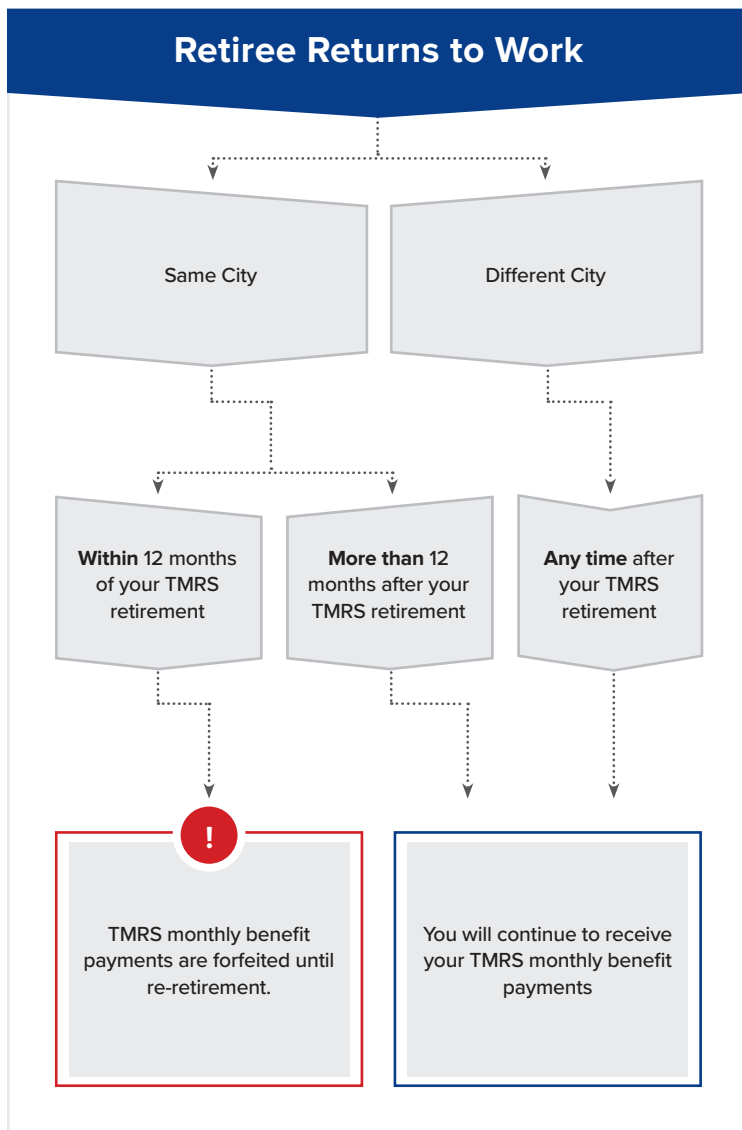 Retiree Returns to Work
Same City
Different City
Within 12 months
of your TMRS
retirement
More than 12
months after your
TMRS retirement
Any time after
your TMRS
retirement
!
TMRS monthly benefit
payments are forfeited until
re-retirement.
You will continue to receive
your TMRS monthly benefit
payments